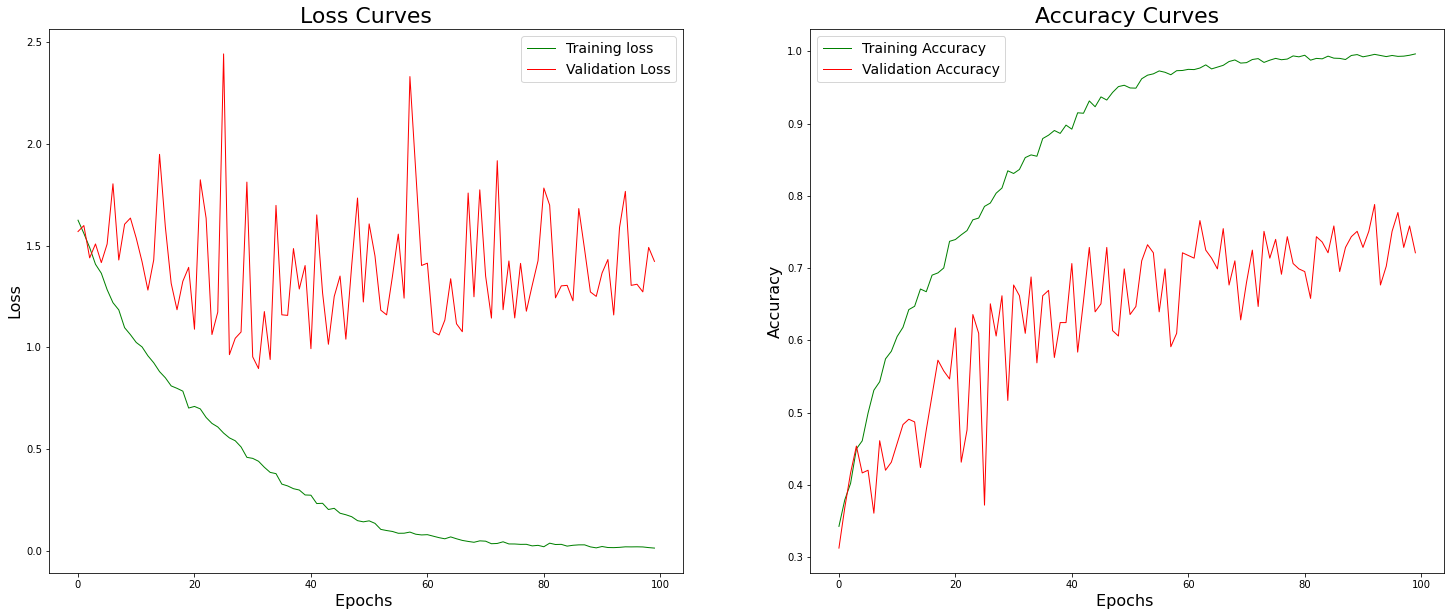 Loss Curves
Training loss
Validation Loss
2.5
2.0
1.5
1.0
0.5
0.0
Loss
0
20
40
60
80
100
Epochs
Accuracy Curves
Training Accuracy
Validation Accuracy
1.0
0.9
0.8
0.7
0.6
0.5
0.4
0.3
Accuracy
0
20
40
60
80
100
Epochs